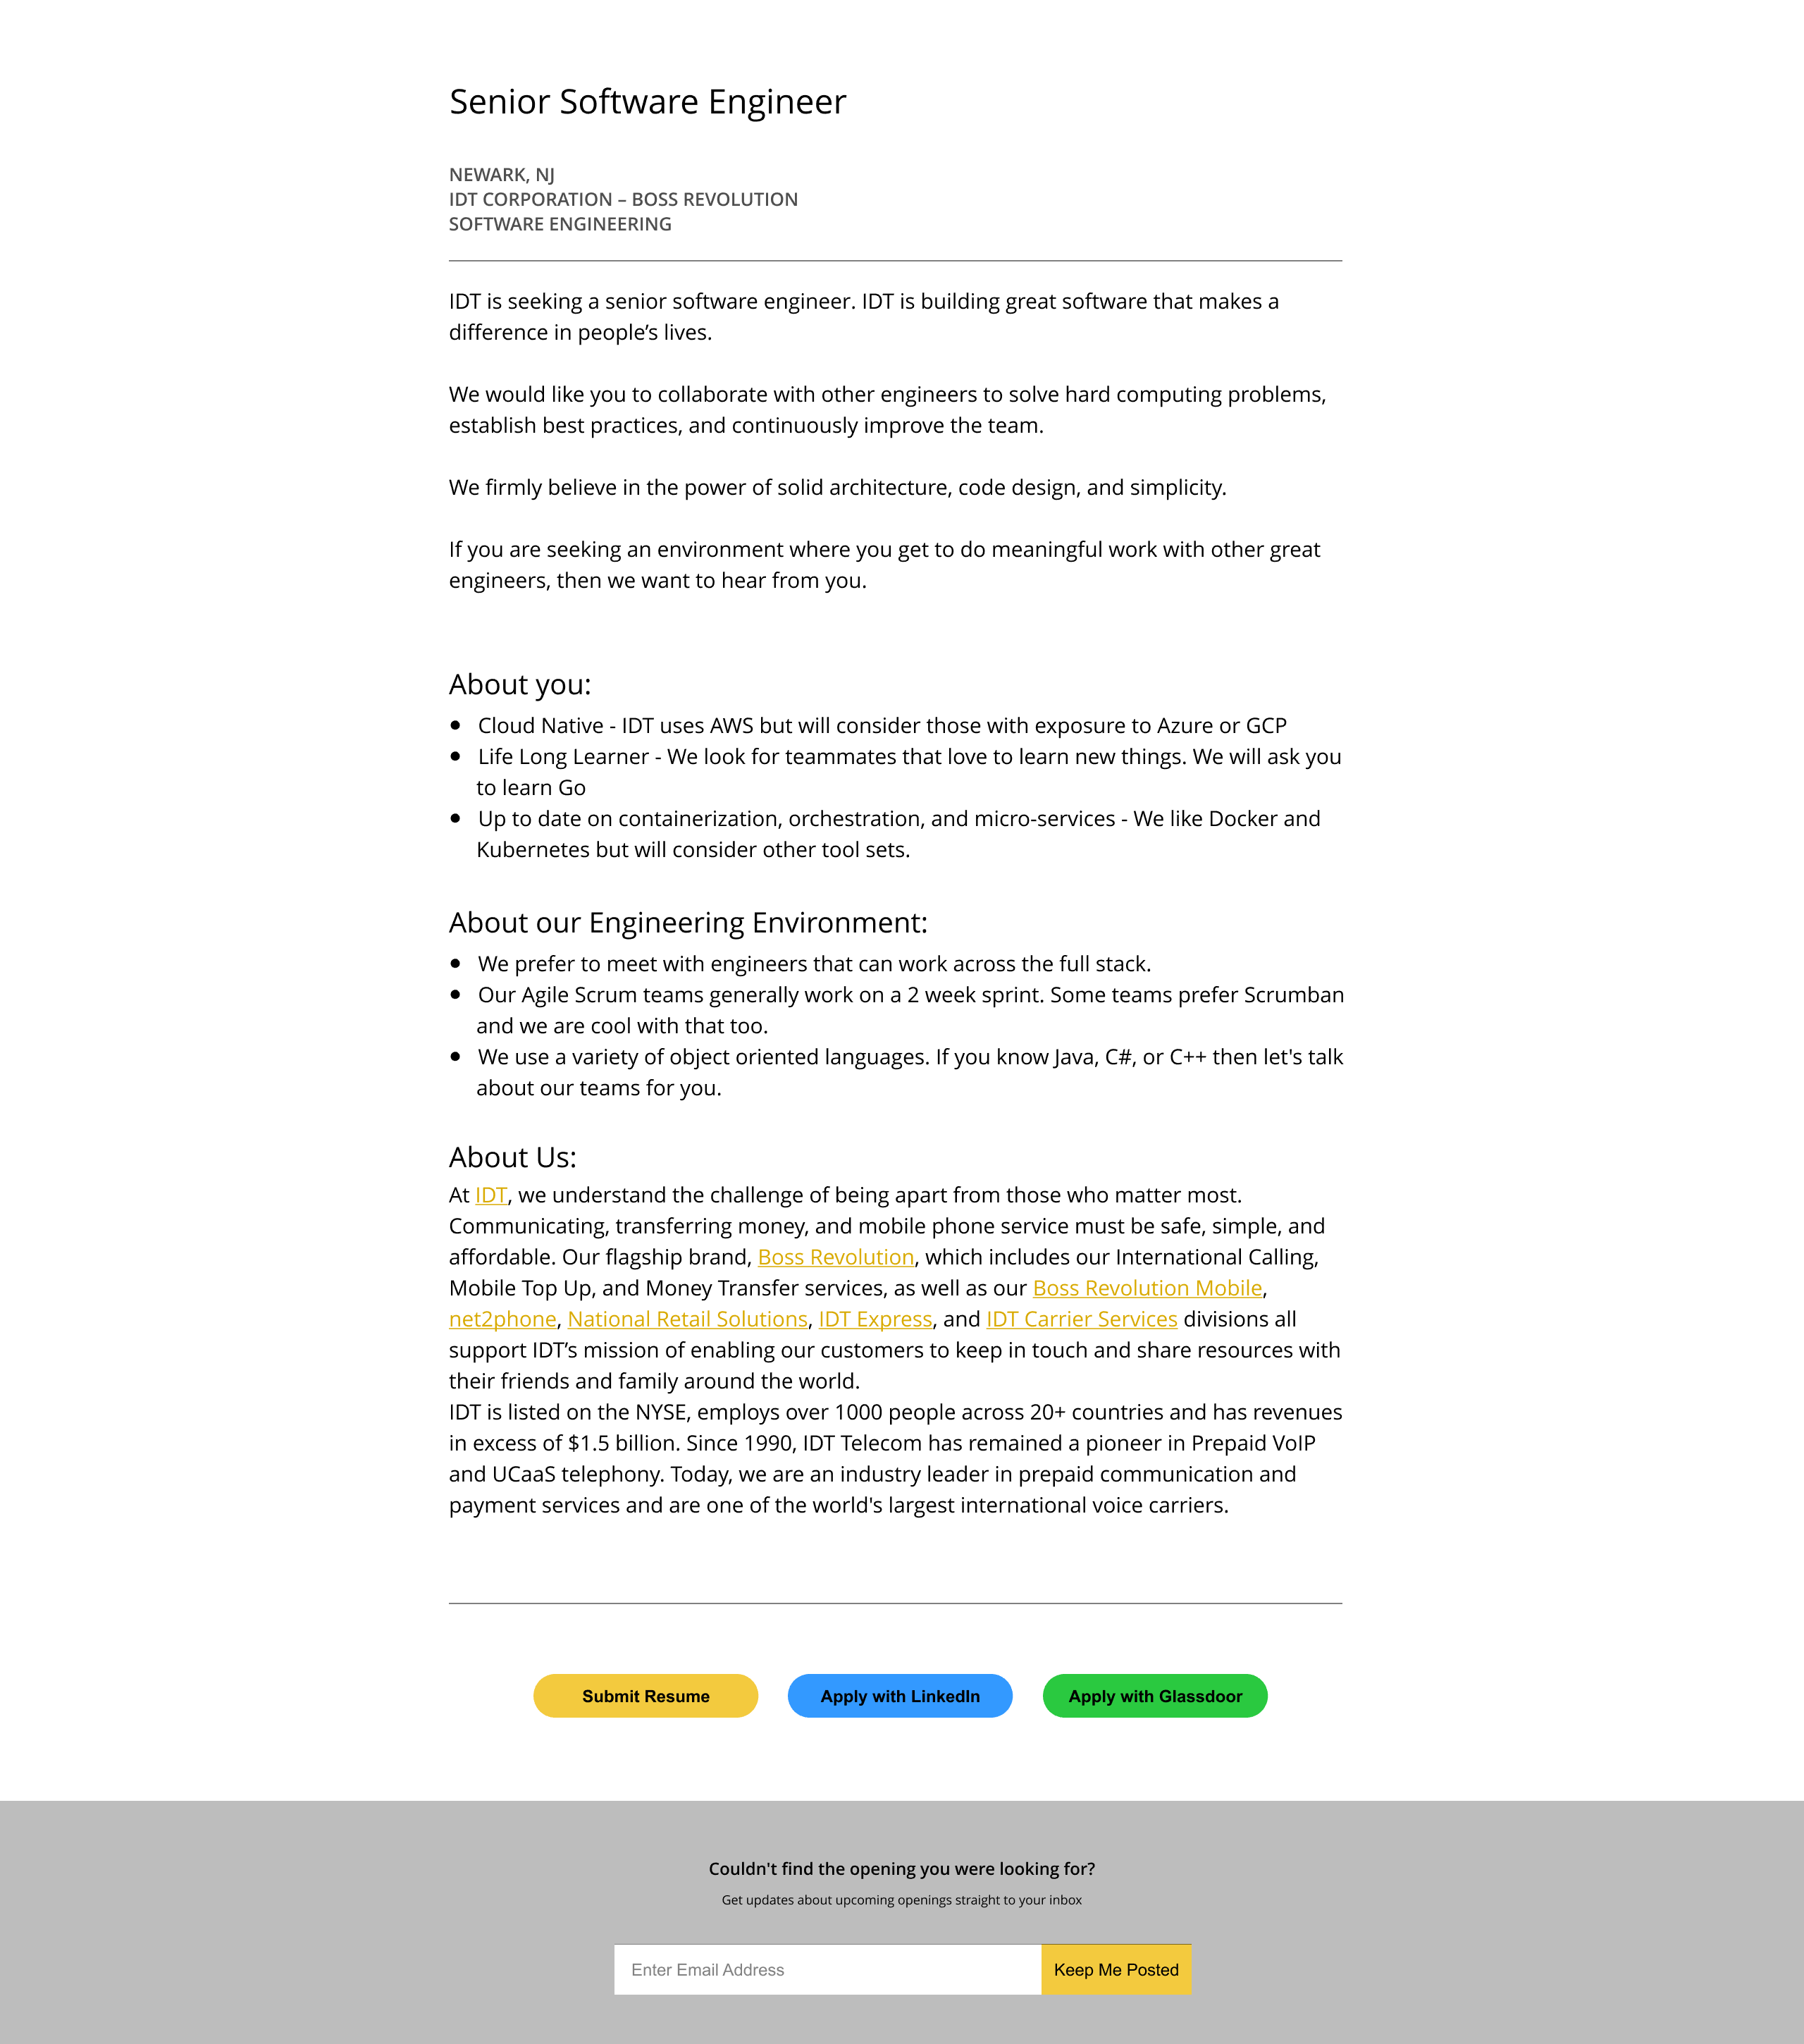 Senior Software Engineer
NEWARK, NJ
IDT CORPORATION – BOSS REVOLUTION
SOFTWARE ENGINEERING
IDT is seeking a senior software engineer. IDT is building great software that makes a
difference in people’s lives.
We would like you to collaborate with other engineers to solve hard computing problems,
establish best practices, and continuously improve the team.
We firmly believe in the power of solid architecture, code design, and simplicity.
If you are seeking an environment where you get to do meaningful work with other great
engineers, then we want to hear from you.
About you:
● Cloud Native - IDT uses AWS but will consider those with exposure to Azure or GCP
● Life Long Learner - We look for teammates that love to learn new things. We will ask you
to learn Go
● Up to date on containerization, orchestration, and micro-services - We like Docker and
Kubernetes but will consider other tool sets.
About our Engineering Environment:
● We prefer to meet with engineers that can work across the full stack.
● Our Agile Scrum teams generally work on a 2 week sprint. Some teams prefer Scrumban
and we are cool with that too.
● We use a variety of object oriented languages. If you know Java, C#, or C++ then let's talk
about our teams for you.
About Us:
At IDT, we understand the challenge of being apart from those who matter most.
Communicating, transferring money, and mobile phone service must be safe, simple, and
affordable. Our flagship brand, Boss Revolution, which includes our International Calling,
Mobile Top Up, and Money Transfer services, as well as our Boss Revolution Mobile,
net2phone, National Retail Solutions, IDT Express, and IDT Carrier Services divisions all
support IDT’s mission of enabling our customers to keep in touch and share resources with
their friends and family around the world.
IDT is listed on the NYSE, employs over 1000 people across 20+ countries and has revenues
in excess of $1.5 billion. Since 1990, IDT Telecom has remained a pioneer in Prepaid VoIP
and UCaaS telephony. Today, we are an industry leader in prepaid communication and
payment services and are one of the world's largest international voice carriers.
Submit Resume Apply with LinkedIn Apply with Glassdoor
Couldn't find the opening you were looking for?
Get updates about upcoming openings straight to your inbox
Enter Email Address Keep Me Posted